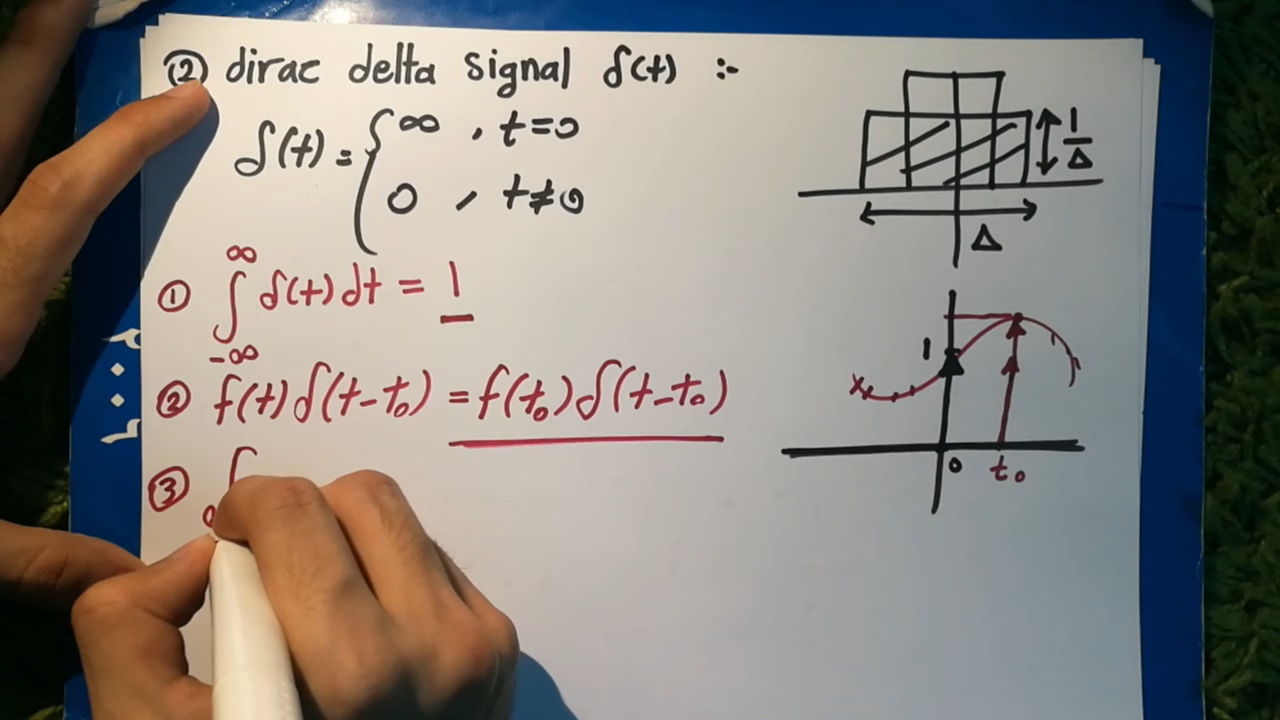 ② dirac delta signal δ(t) :-
δ(t) = { ∞ , t=0
0 , t≠0
① ∫_{-∞}^{∞} δ(t) dt = 1
② f(t) δ(t-t₀) = f(t₀) δ(t-t₀)
③ ∫
1/Δ
Δ
1
0 t₀